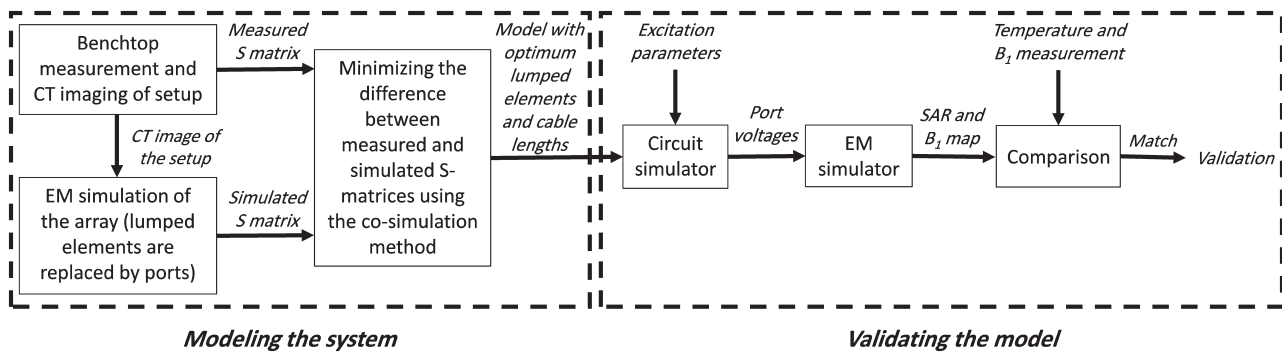 Benchtop
measurement and
CT imaging of setup
Measured
S matrix
CT image of
the setup
EM simulation of
the array (lumped
elements are
replaced by ports)
Simulated
S matrix
Minimizing the
difference
between
measured and
simulated S-
matrices using
the co-simulation
method
Model with
optimum
lumped
elements
and cable
lengths
Excitation
parameters
Circuit
simulator
Port
voltages
EM
simulator
SAR and
B1 map
Temperature and
B1 measurement
Comparison
Match
Validation
Modeling the system
Validating the model